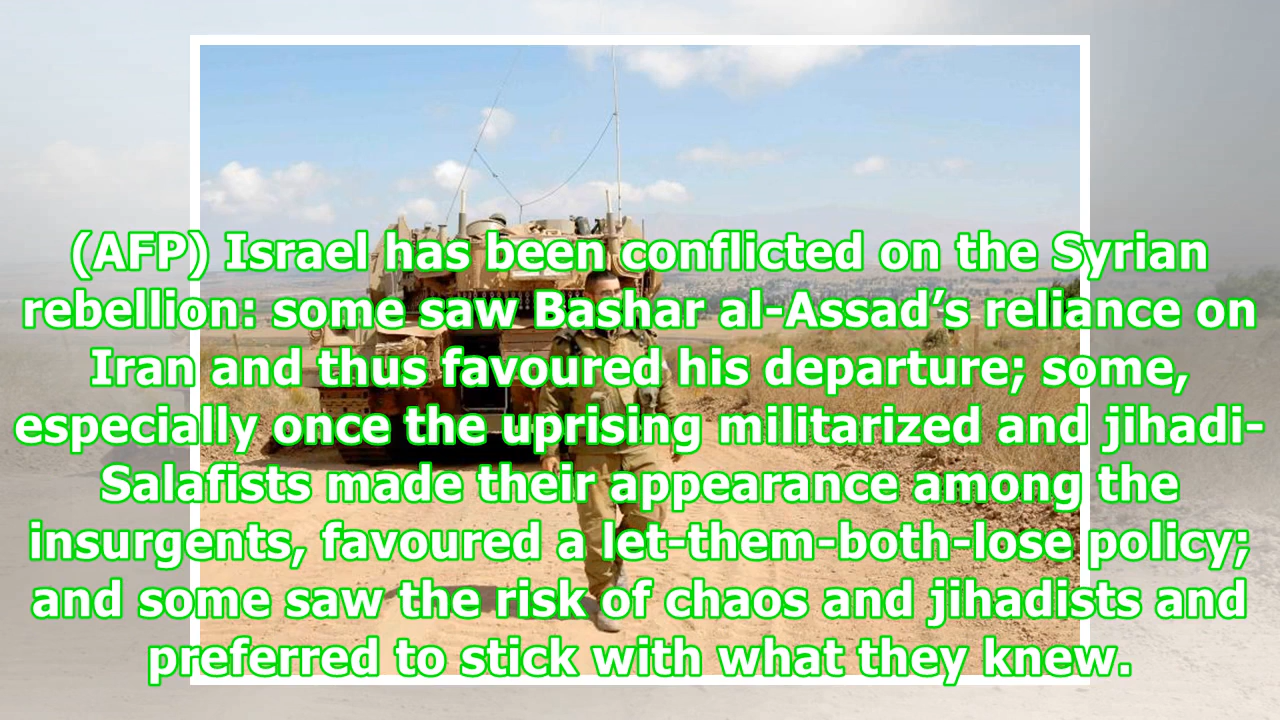 (AFP) Israel has been conflicted on the Syrian
rebellion: some saw Bashar al-Assad’s reliance on
Iran and thus favoured his departure; some,
especially once the uprising militarized and jihadi-
Salafists made their appearance among the
insurgents, favoured a let-them-both-lose policy;
and some saw the risk of chaos and jihadists and
preferred to stick with what they knew.